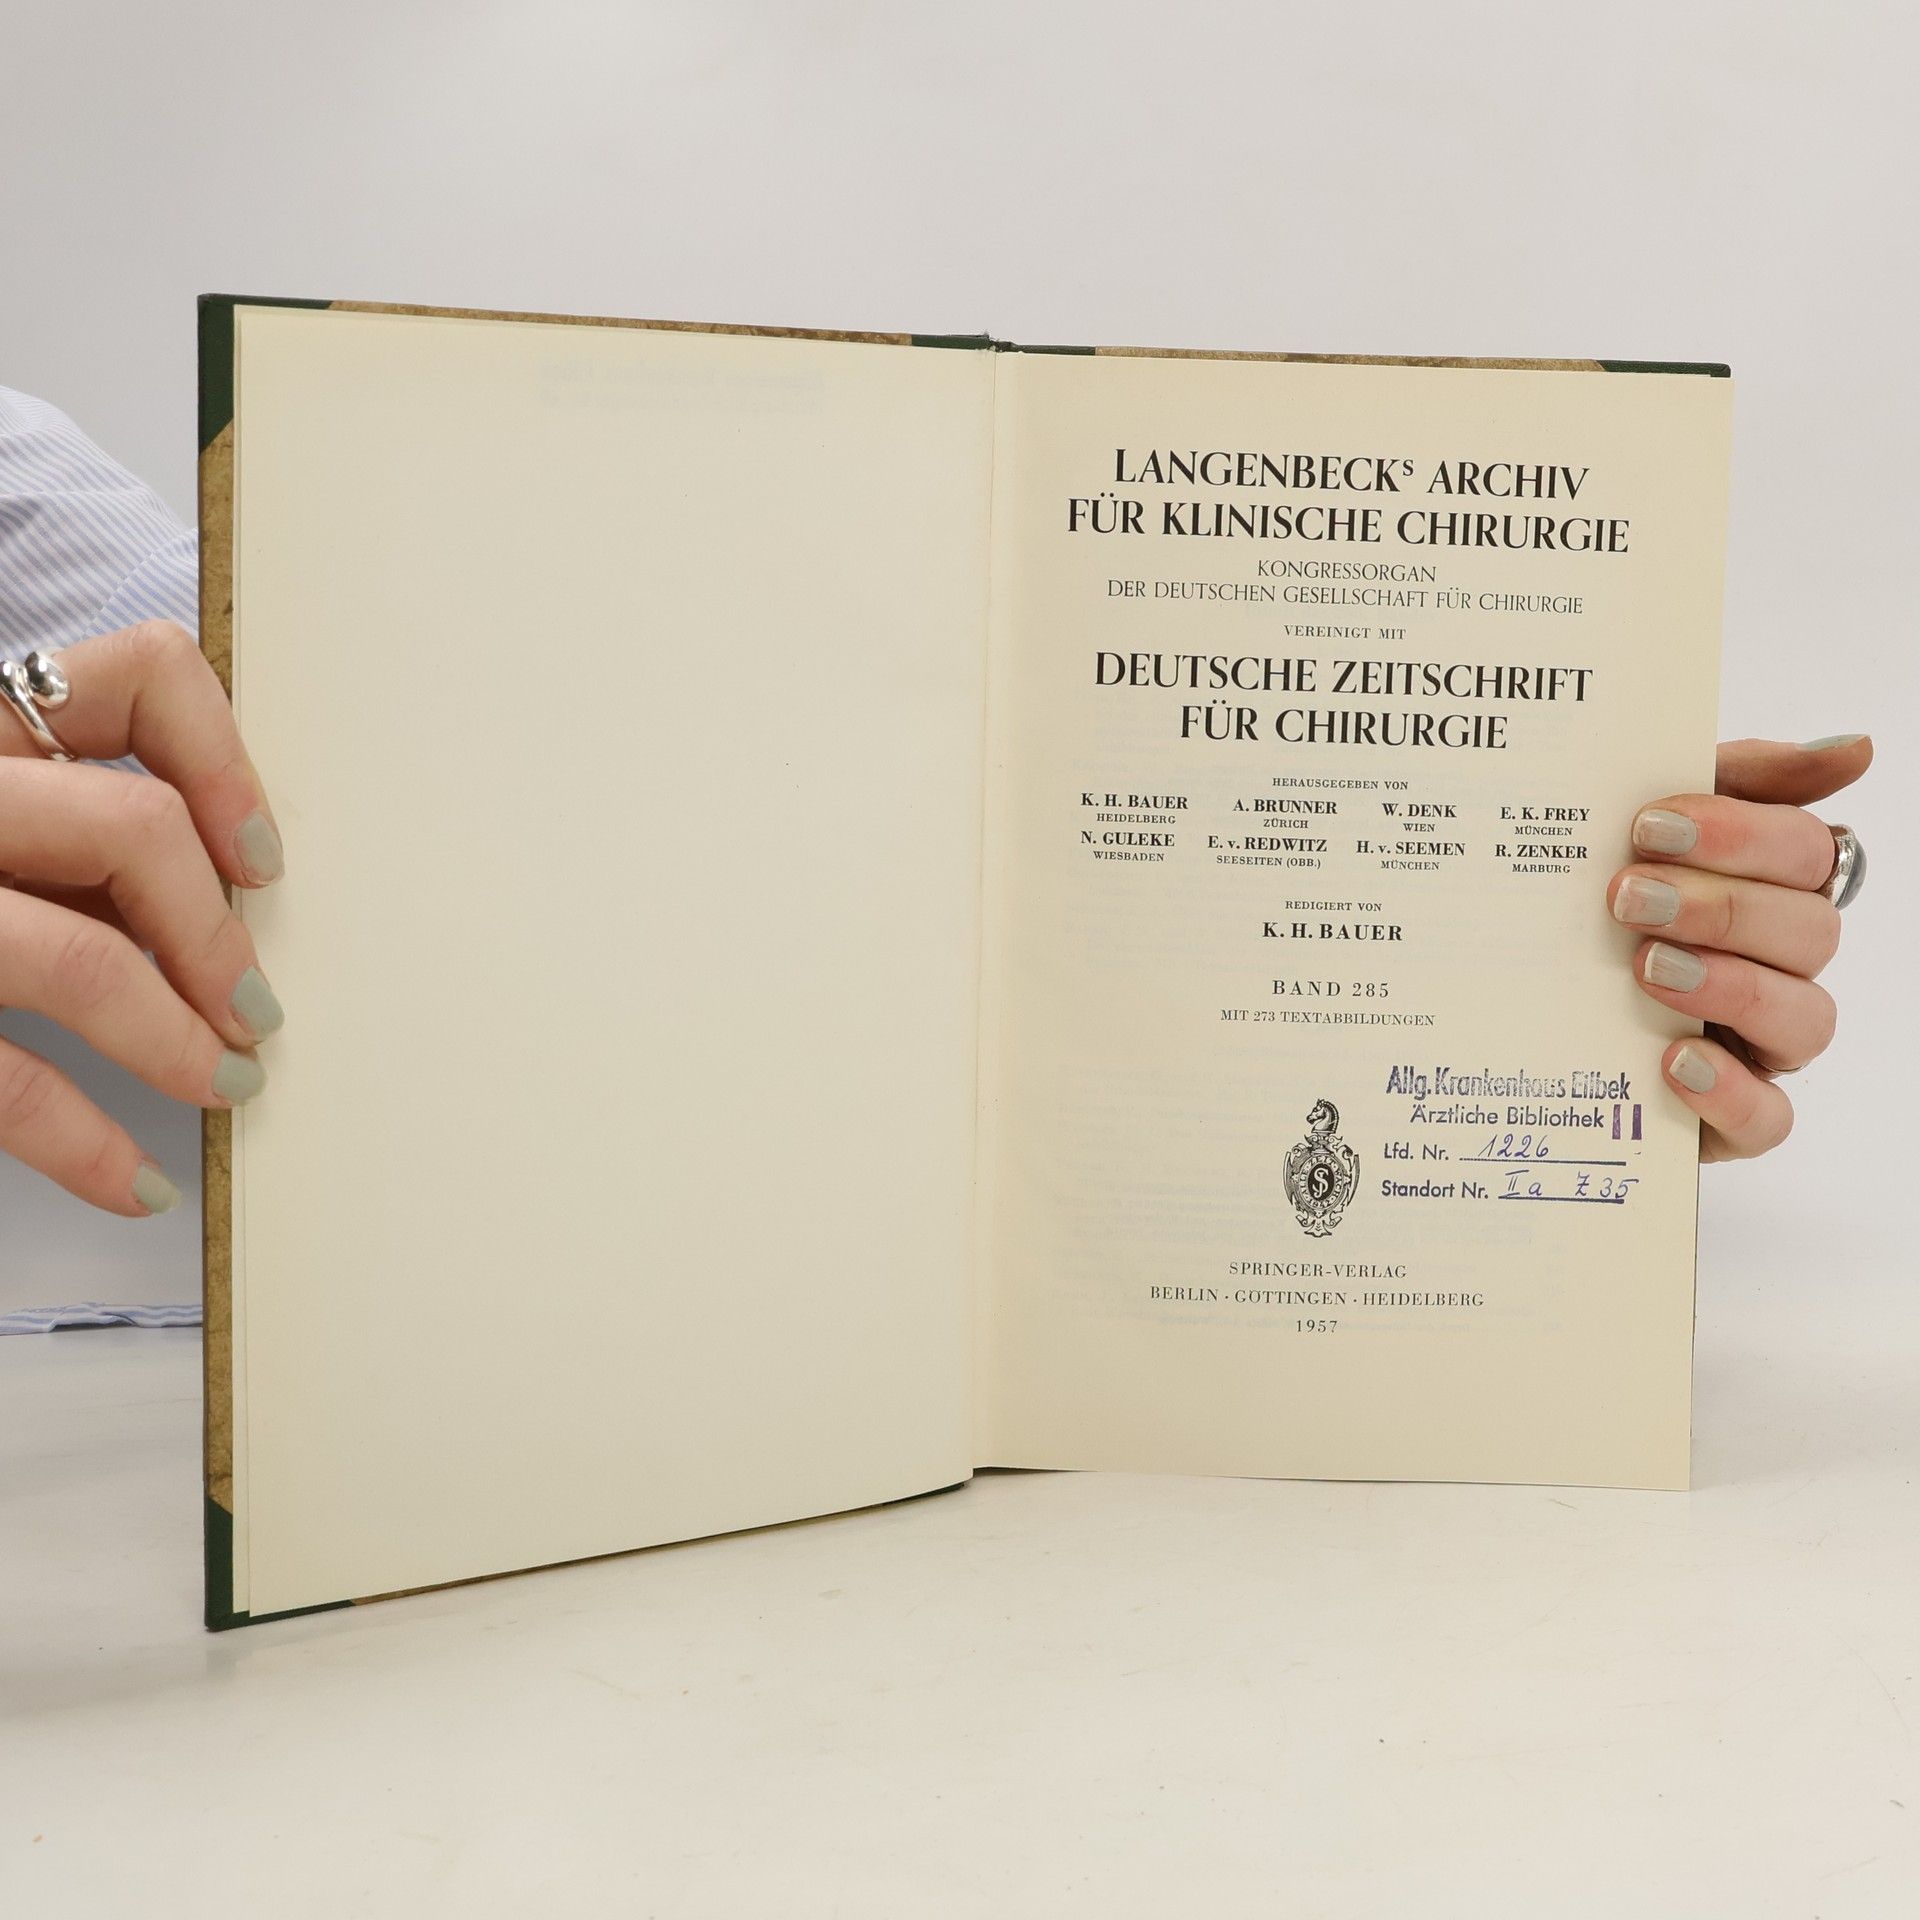 LANGENBECKs ARCHIV
FÜR KLINISCHE CHIRURGIE
KONGRESSORGAN
DER DEUTSCHEN GESELLSCHAFT FÜR CHIRURGIE
VEREINIGT MIT
DEUTSCHE ZEITSCHRIFT
FÜR CHIRURGIE
HERAUSGEGEBEN VON
K. H. BAUER A. BRUNNER W. DENK E. K. FREY
HEIDELBERG ZÜRICH WIEN MÜNCHEN
N. GULEKE E. v. REDWITZ H. v. SEEMEN R. ZENKER
WIESBADEN SEESEITEN (OBB.) MÜNCHEN MARBURG
REDIGIERT VON
K. H. BAUER
BAND 285
MIT 273 TEXTABBILDUNGEN
Allg. Krankenhaus Eilbek
Ärztliche Bibliothek II
Lfd. Nr. 1226
Standort Nr. IIa Z 35
SPRINGER-VERLAG
BERLIN · GÖTTINGEN · HEIDELBERG
1957